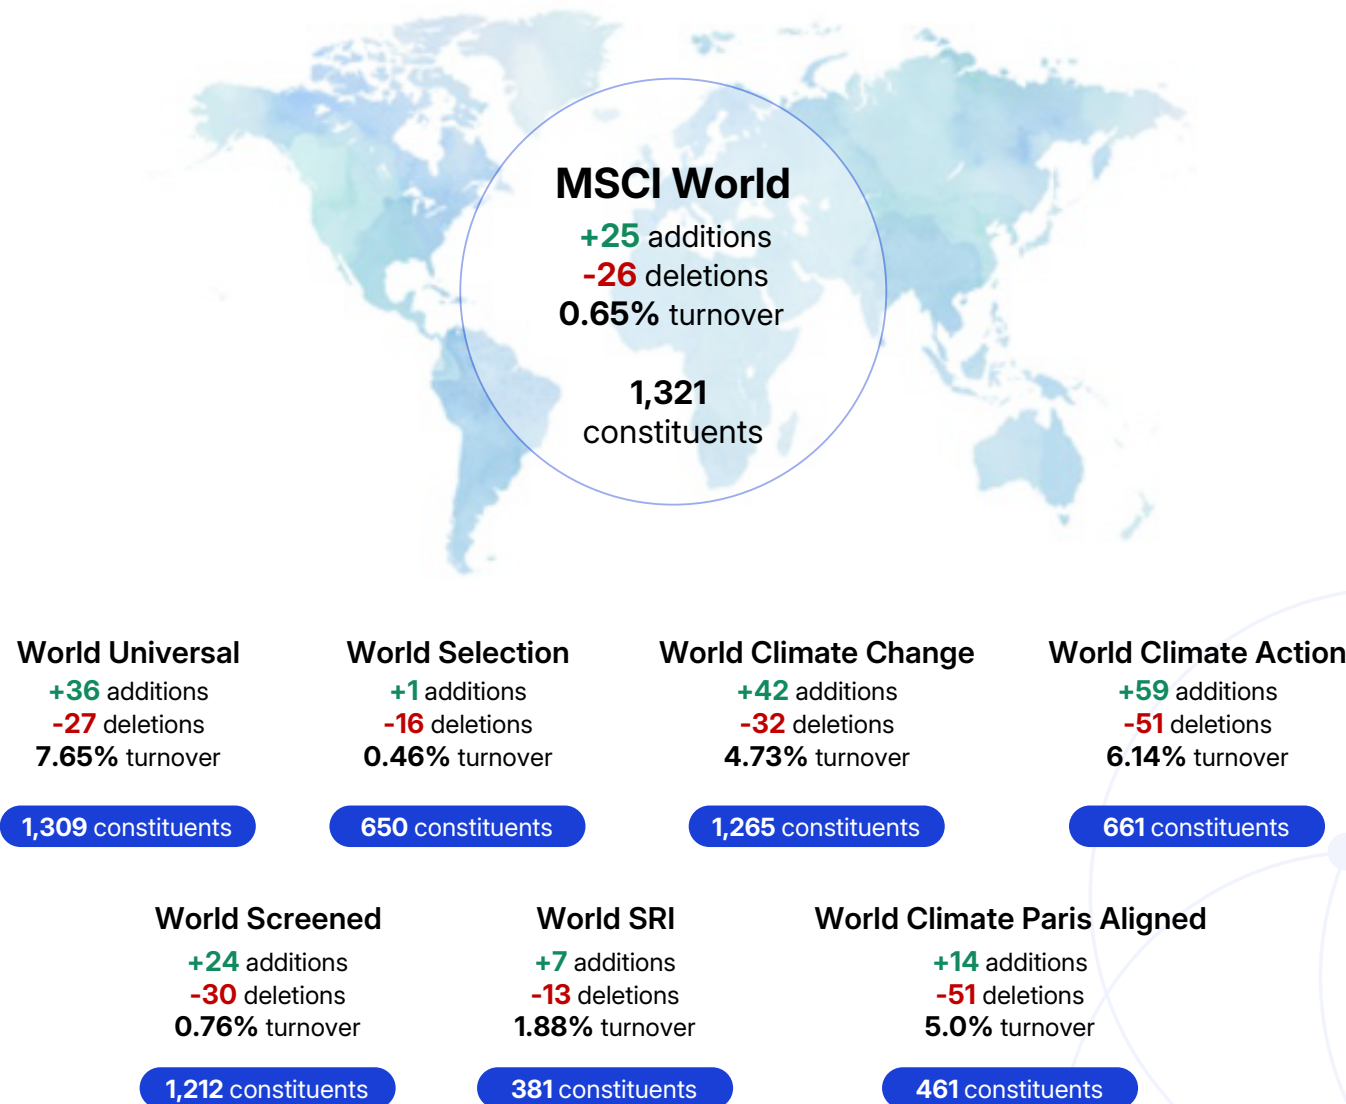 MSCI World
+25 additions
-26 deletions
0.65% turnover
1,321
constituents
World Universal
+36 additions
-27 deletions
7.65% turnover
1,309 constituents
World Selection
+1 additions
-16 deletions
0.46% turnover
650 constituents
World Climate Change
+42 additions
-32 deletions
4.73% turnover
1,265 constituents
World Climate Action
+59 additions
-51 deletions
6.14% turnover
661 constituents
World Screened
+24 additions
-30 deletions
0.76% turnover
1,212 constituents
World SRI
+7 additions
-13 deletions
1.88% turnover
381 constituents
World Climate Paris Aligned
+14 additions
-51 deletions
5.0% turnover
461 constituents